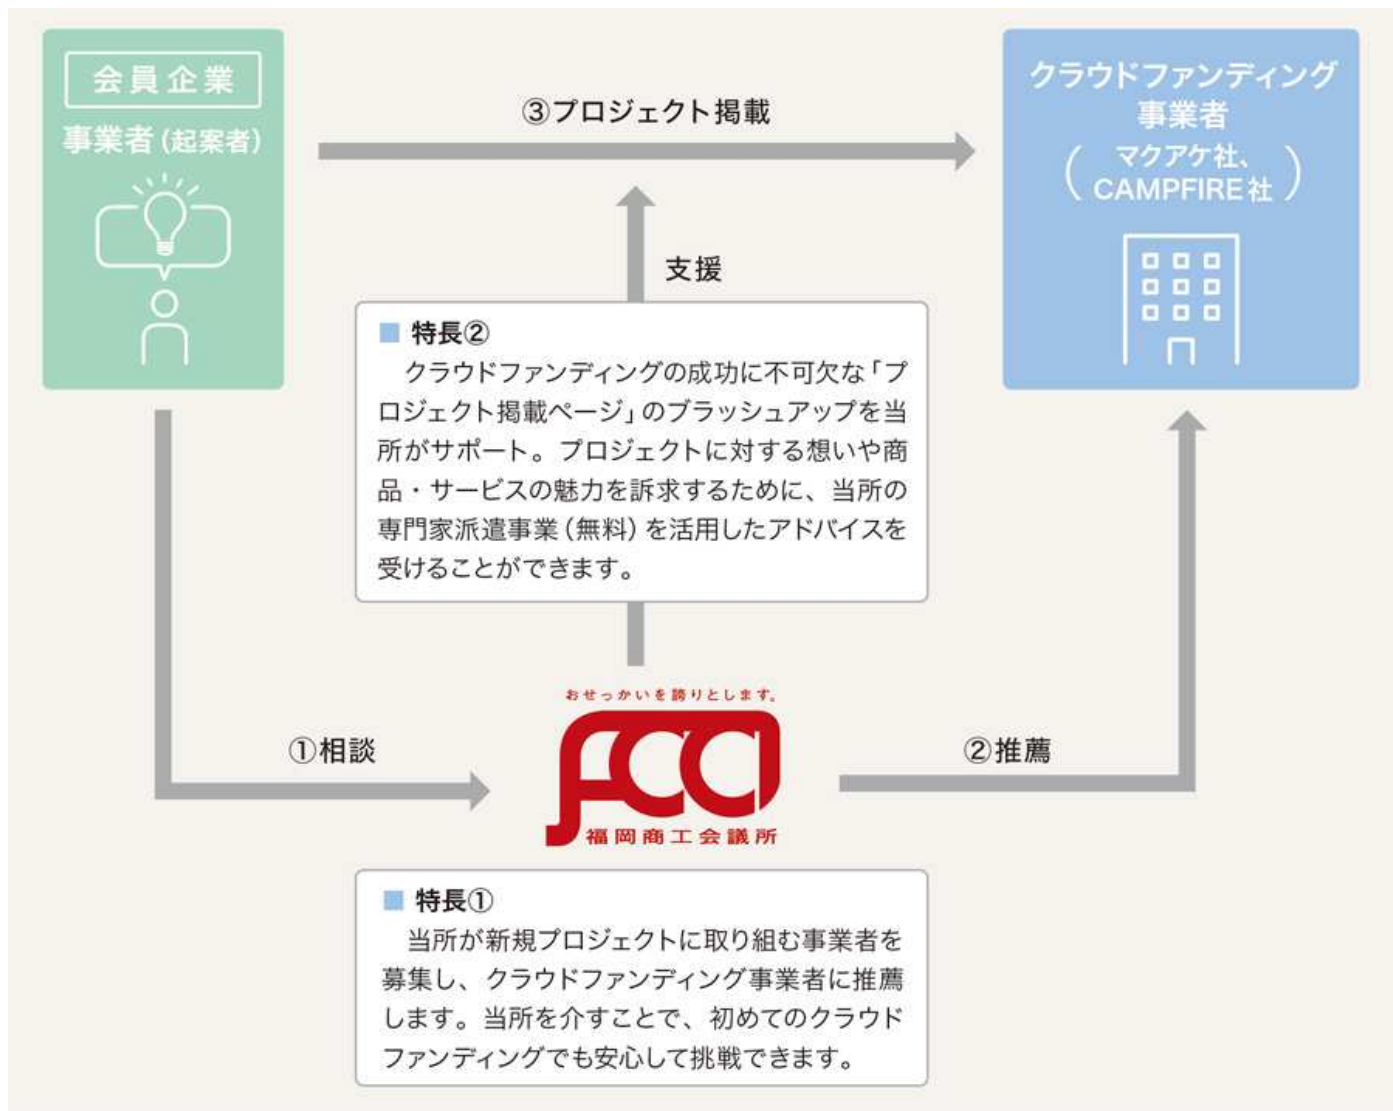 会員企業
事業者(起案者)
③プロジェクト掲載
クラウドファンディング
事業者
(マクアケ社、
CAMPFIRE社)
支援
■ 特長②
クラウドファンディングの成功に不可欠な「プ
ロジェクト掲載ページ」のブラッシュアップを当
所がサポート。プロジェクトに対する想いや商
品・サービスの魅力を訴求するために、当所の
専門家派遣事業(無料)を活用したアドバイスを
受けることができます。
①相談
おせっかいを誇りとします。
FCCI
福岡商工会議所
②推薦
■ 特長①
当所が新規プロジェクトに取り組む事業者を
募集し、クラウドファンディング事業者に推薦
します。当所を介すことで、初めてのクラウド
ファンディングでも安心して挑戦できます。